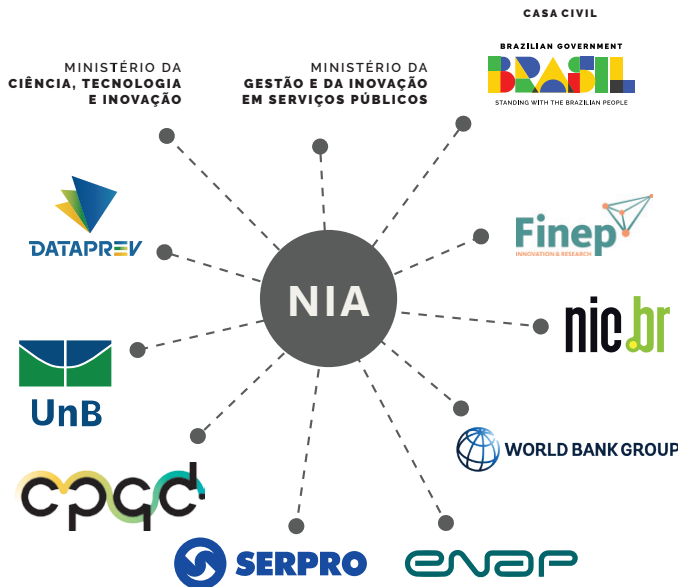 CASA CIVIL
BRAZILIAN GOVERNMENT
BRASIL
STANDING WITH THE BRAZILIAN PEOPLE
MINISTÉRIO DA
CIÊNCIA, TECNOLOGIA
E INOVAÇÃO
MINISTÉRIO DA
GESTÃO E DA INOVAÇÃO
EM SERVIÇOS PÚBLICOS
DATAPREV
Finep
INNOVATION & RESEARCH
NIA
nic.br
UnB
WORLD BANK GROUP
cpqd
SERPRO
enap